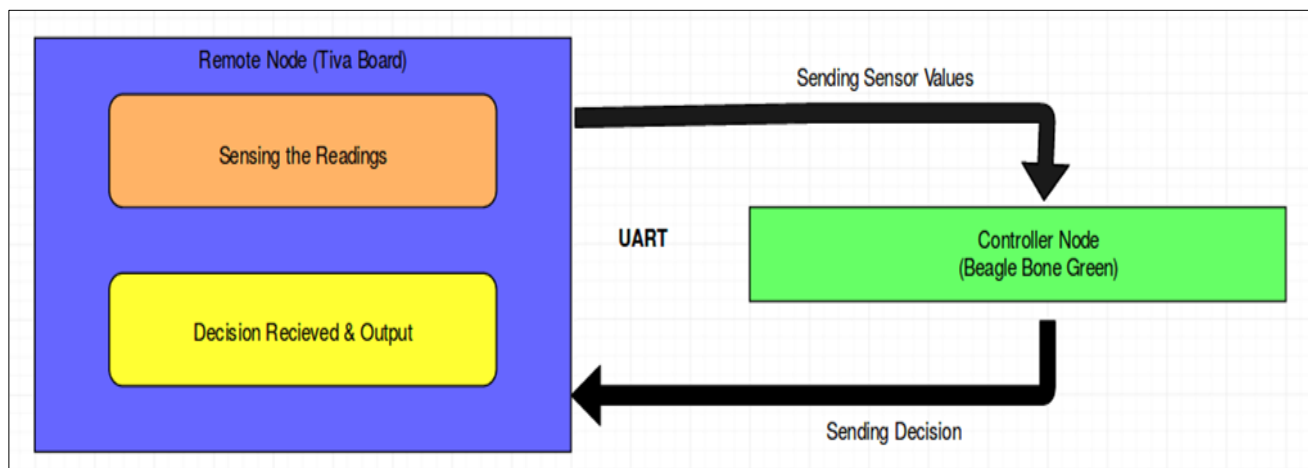 Remote Node (Tiva Board)
Sensing the Readings
Decision Recieved & Output
Sending Sensor Values
UART
Controller Node
(Beagle Bone Green)
Sending Decision